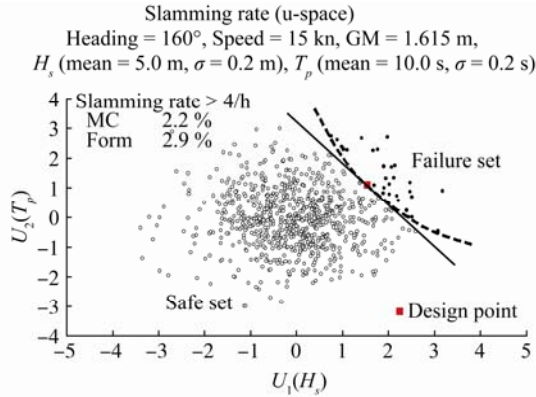 Slamming rate (u-space)
Heading = 160°, Speed = 15 kn, GM = 1.615 m,
Hₛ (mean = 5.0 m, σ = 0.2 m), Tₚ (mean = 10.0 s, σ = 0.2 s)
Slamming rate > 4/h
MC 2.2 %
Form 2.9 %
Failure set
Safe set
Design point
U₂(Tₚ)
4
3
2
1
0
−1
−2
−3
−4
−5 −4 −3 −2 −1 0 1 2 3 4 5
U₁(Hₛ)